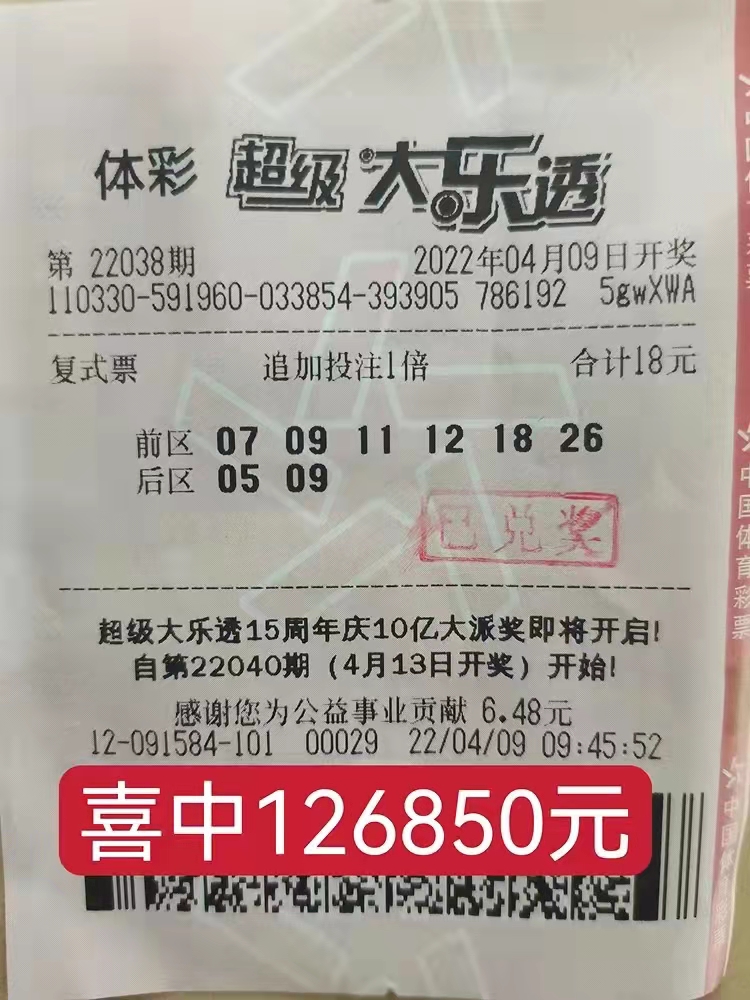 体彩 超级大乐透
第 22038期 2022年04月09日开奖
110330-591960-033854-393905 786192 5gwXWA
复式票 追加投注1倍 合计18元
前区 07 09 11 12 18 26
后区 05 09
已兑奖
超级大乐透15周年庆10亿大派奖即将开启!
自第22040期(4月13日开奖)开始!
感谢您为公益事业贡献 6.48元
12-091584-101 00029 22/04/09 09:45:52
喜中126850元
中国体育彩票